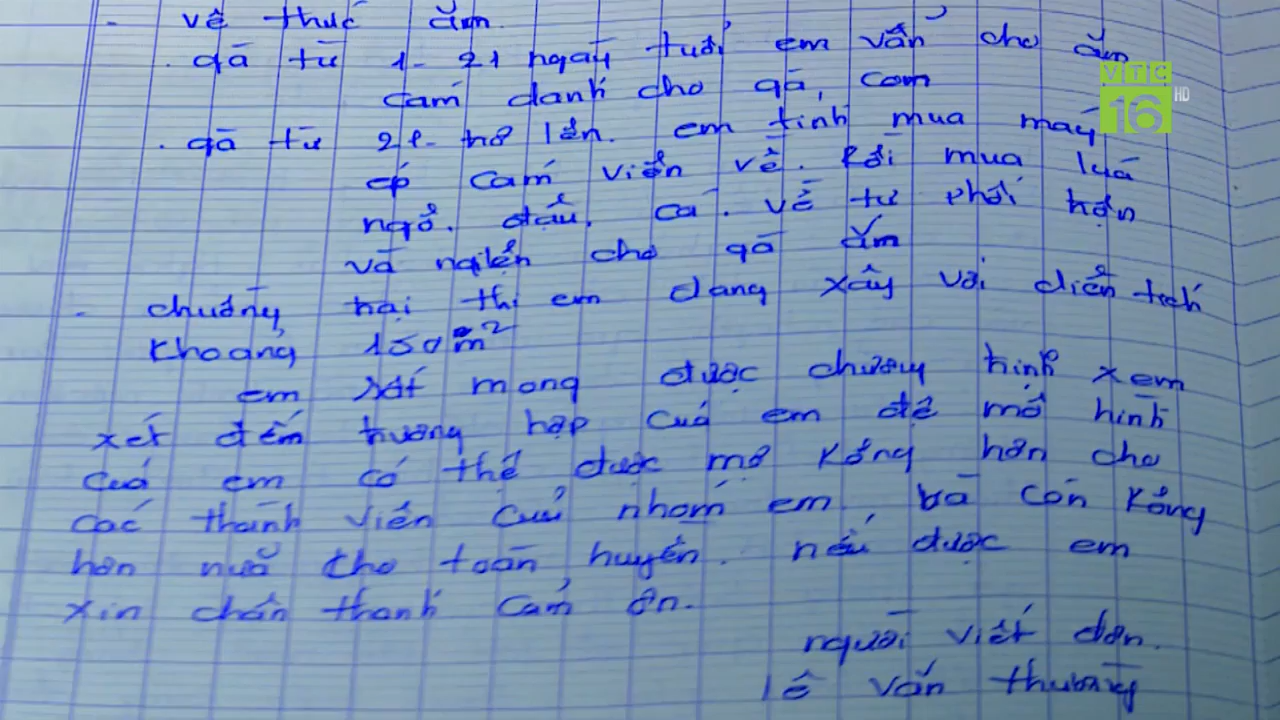 - về thức ăn.
. gà từ 1- 21 ngày tuổi em vẫn cho ăn
cám dành cho gà, com
. gà từ 21- trở lên. em tính mua máy
ép cám viên về. Rồi mua lúa
ngô. đậu. cá. về tự phối trộn
và nghiền cho gà ăn
- chuồng trại thì em đang xây với diện tích
khoảng 150m²
em rất mong được chương trình xem
xét đến trường hợp của em để mô hình
của em có thể được mở rộng hơn cho
các thành viên của nhóm em, và còn rộng
hơn nữa cho toàn huyện. nếu được em
xin chân thành cảm ơn.
người viết đơn.
lê văn thường
VTC
16 HD